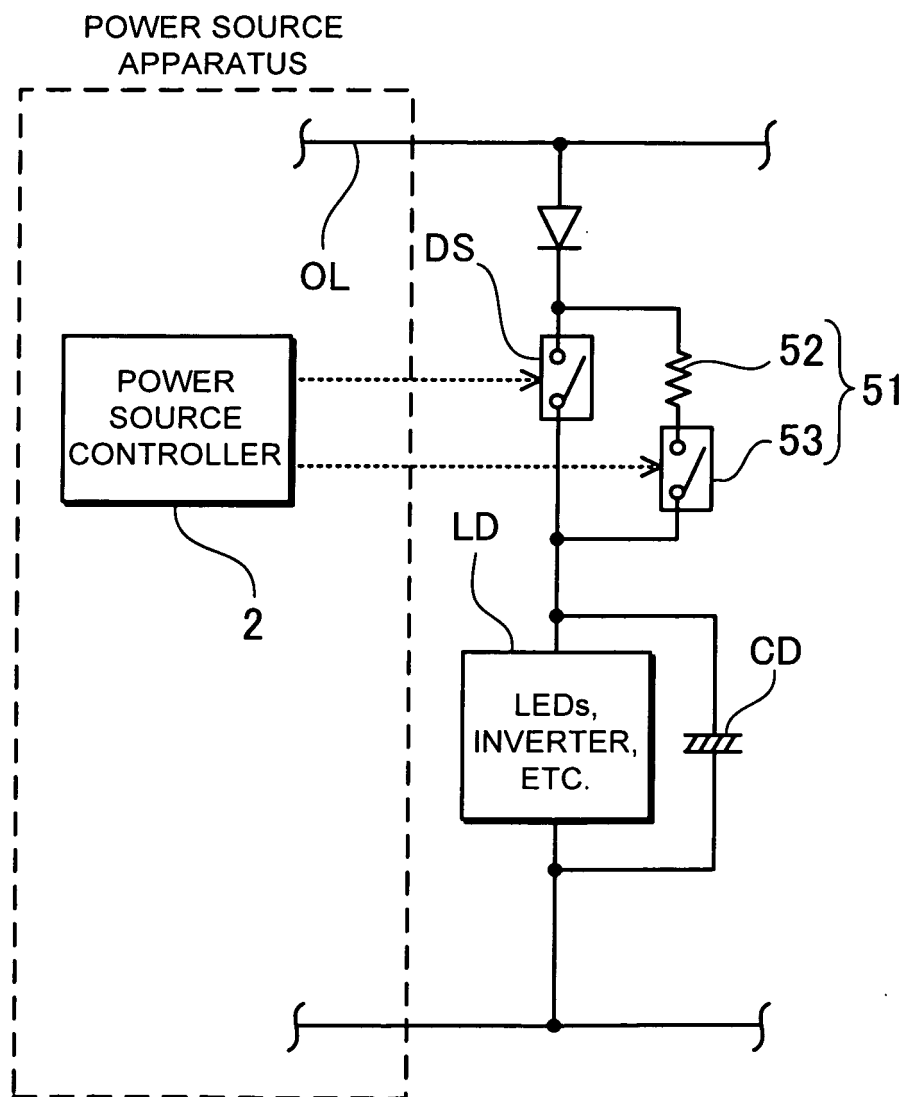 POWER SOURCE
APPARATUS
OL
DS
52
51
53
POWER
SOURCE
CONTROLLER
2
LD
CD
LEDs,
INVERTER,
ETC.